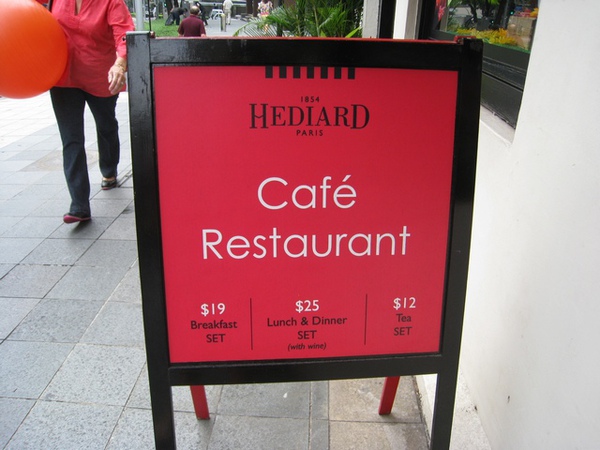 1854
HEDIARD
PARIS
Café
Restaurant
$19
Breakfast
SET
$25
Lunch & Dinner
SET
(with wine)
$12
Tea
SET